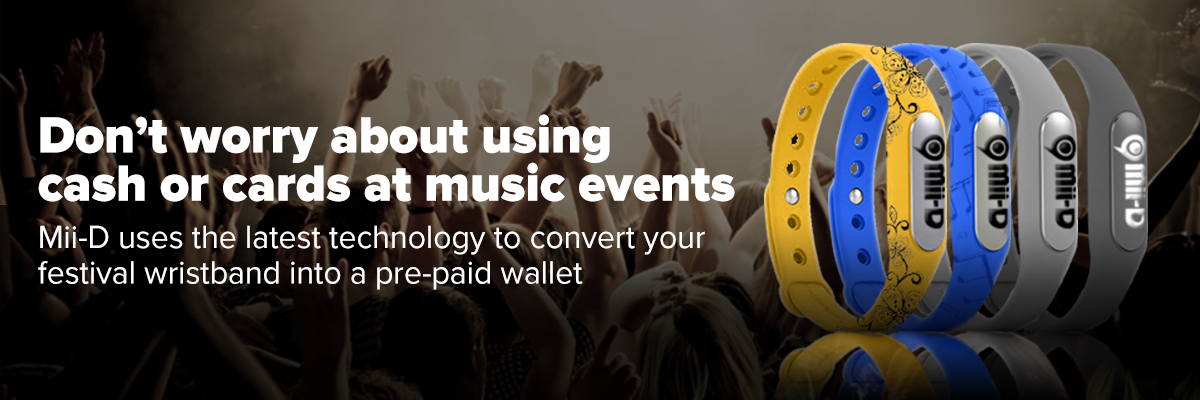 Don't worry about using
cash or cards at music events
Mii-D uses the latest technology to convert your
festival wristband into a pre-paid wallet
mii-D
mii-D
mii-D
mii-D